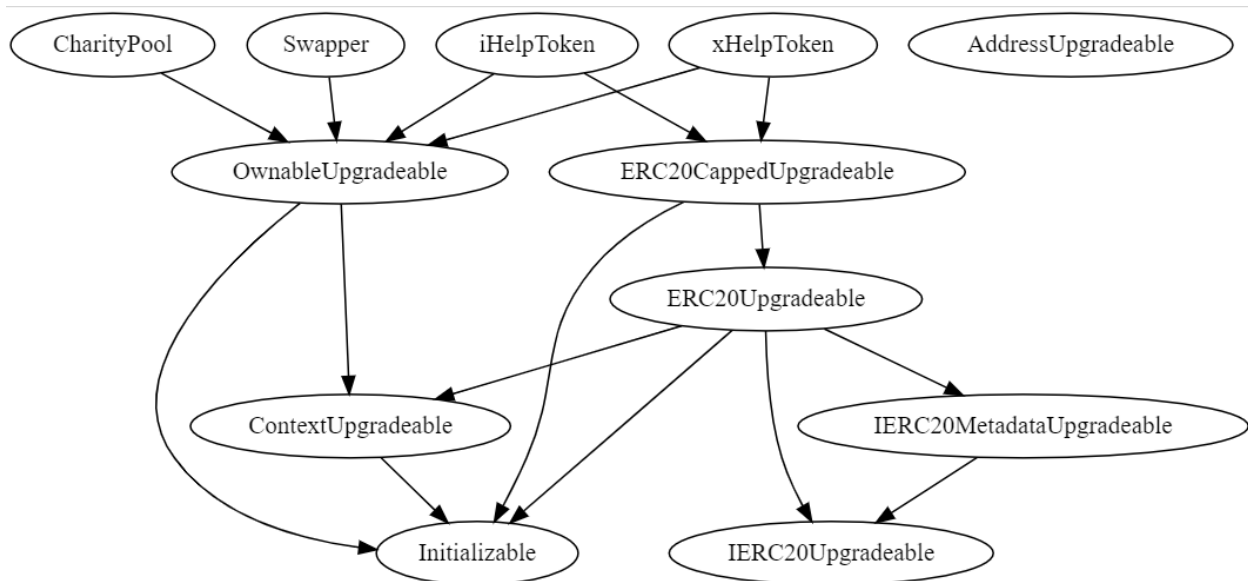 CharityPool
Swapper
iHelpToken
xHelpToken
AddressUpgradeable
OwnableUpgradeable
ERC20CappedUpgradeable
ERC20Upgradeable
ContextUpgradeable
IERC20MetadataUpgradeable
Initializable
IERC20Upgradeable